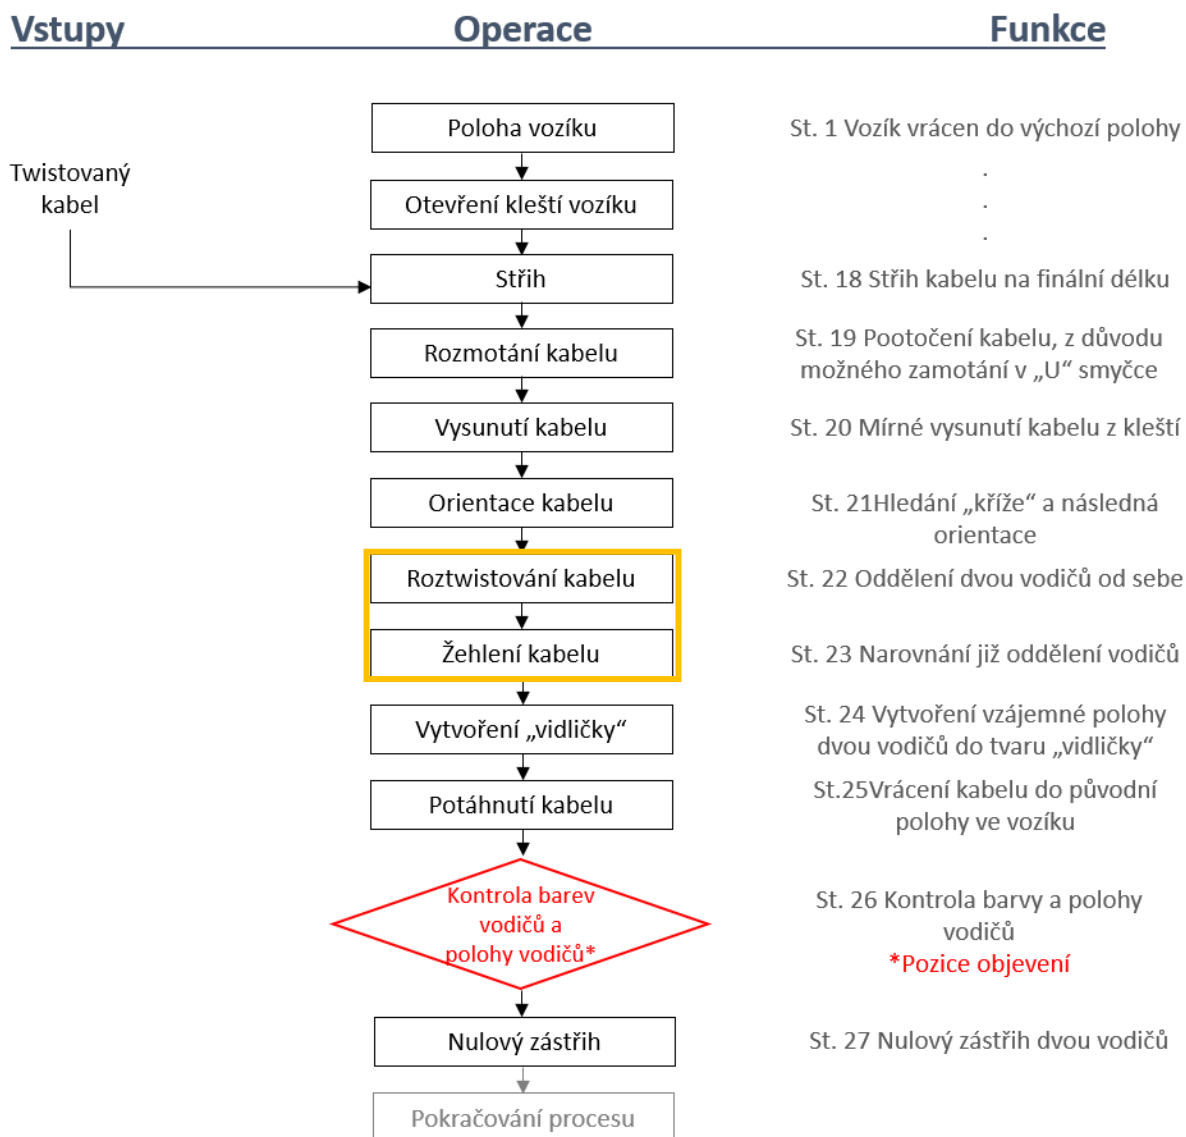 Vstupy Operace Funkce
Poloha vozíku
St. 1 Vozík vrácen do výchozí polohy
Twistovaný
kabel
.
.
.
Otevření kleští vozíku
Střih
St. 18 Střih kabelu na finální délku
Rozmotání kabelu
St. 19 Pootočení kabelu, z důvodu
možného zamotání v „U“ smyčce
Vysunutí kabelu
St. 20 Mírné vysunutí kabelu z kleští
Orientace kabelu
St. 21Hledání „kříže“ a následná
orientace
Roztwistování kabelu
St. 22 Oddělení dvou vodičů od sebe
Žehlení kabelu
St. 23 Narovnání již oddělení vodičů
Vytvoření „vidličky“
St. 24 Vytvoření vzájemné polohy
dvou vodičů do tvaru „vidličky“
Potáhnutí kabelu
St.25Vrácení kabelu do původní
polohy ve vozíku
Kontrola barev
vodičů a
polohy vodičů*
St. 26 Kontrola barvy a polohy
vodičů
*Pozice objevení
Nulový zástřih
St. 27 Nulový zástřih dvou vodičů
Pokračování procesu